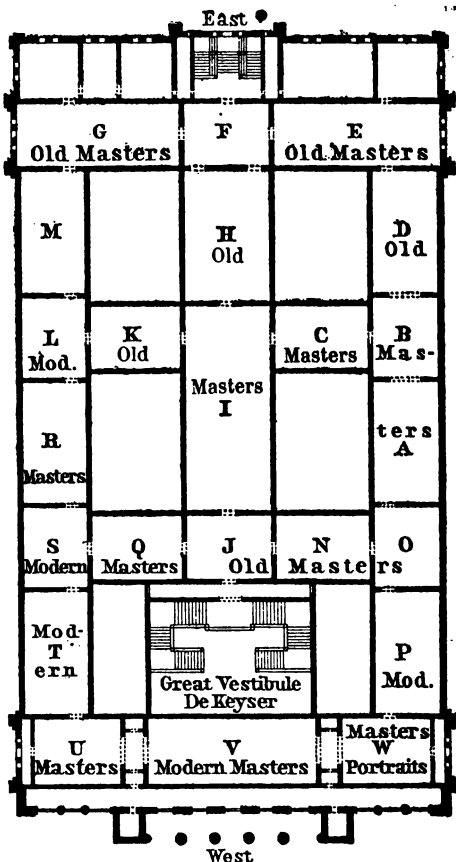 East
G F E
Old Masters Old Masters
M H D
Old Old
L K C B
Mod. Old Masters Mas-
Masters
I
R ters
Masters A
S Q J N O
Modern Masters Old Masters
Mod-
T
ern
P
Mod.
Great Vestibule
De Keyser
U V Masters
Masters Modern Masters W
Portraits
West